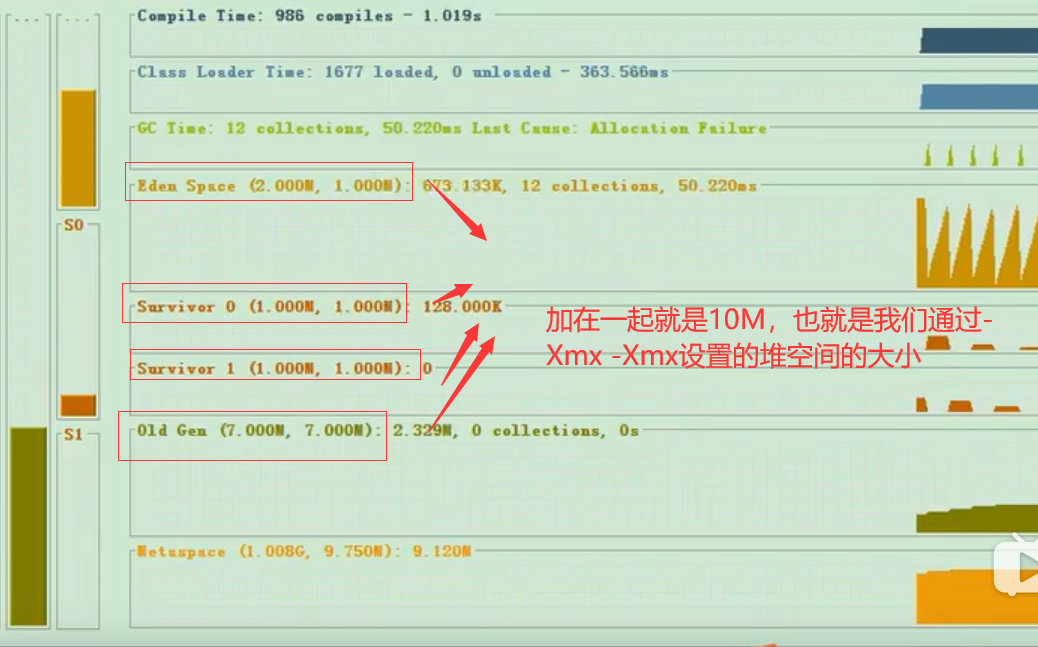 Compile Time: 986 compiles - 1.019s
Class Loader Time: 1677 loaded, 0 unloaded - 363.566ms
GC Time: 12 collections, 50.220ms Last Cause: Allocation Failure
Eden Space (2.000M, 1.000M): 673.133K, 12 collections, 50.220ms
S0
Survivor 0 (1.000M, 1.000M): 128.000K
加在一起就是10M，也就是我们通过-
Xmx -Xmx设置的堆空间的大小
Survivor 1 (1.000M, 1.000M): 0
S1
Old Gen (7.000M, 7.000M): 2.329M, 0 collections, 0s
Metaspace (1.008G, 9.750M): 9.120M